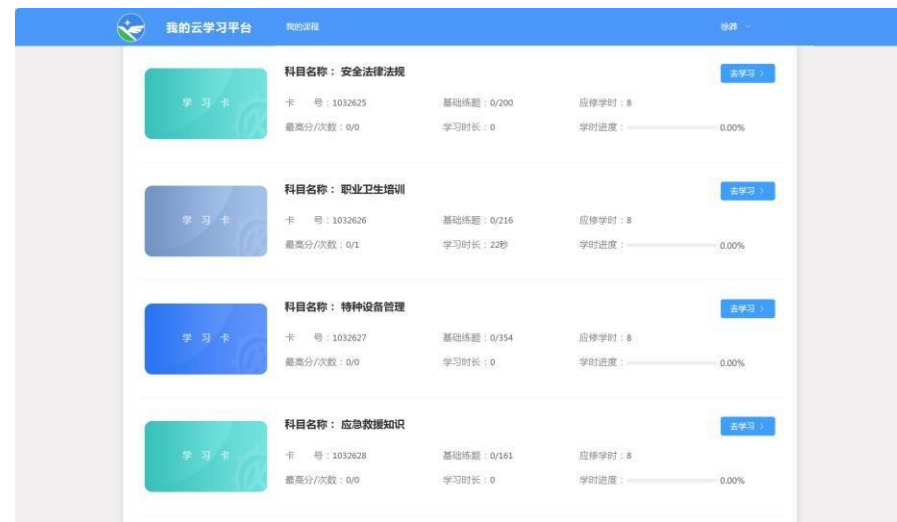 我的云学习平台 我的课程
科目名称： 安全法律法规 去学习 >
学 习 卡 卡 号：1032625 基础练题：0/200 应修学时：8
最高分/次数：0/0 学习时长：0 学时进度： 0.00%
科目名称： 职业卫生培训 去学习 >
学 习 卡 卡 号：1032626 基础练题：0/216 应修学时：8
最高分/次数：0/1 学习时长：22秒 学时进度： 0.00%
科目名称： 特种设备管理 去学习 >
学 习 卡 卡 号：1032627 基础练题：0/354 应修学时：8
最高分/次数：0/0 学习时长：0 学时进度： 0.00%
科目名称： 应急救援知识 去学习 >
学 习 卡 卡 号：1032628 基础练题：0/161 应修学时：8
最高分/次数：0/0 学习时长：0 学时进度： 0.00%